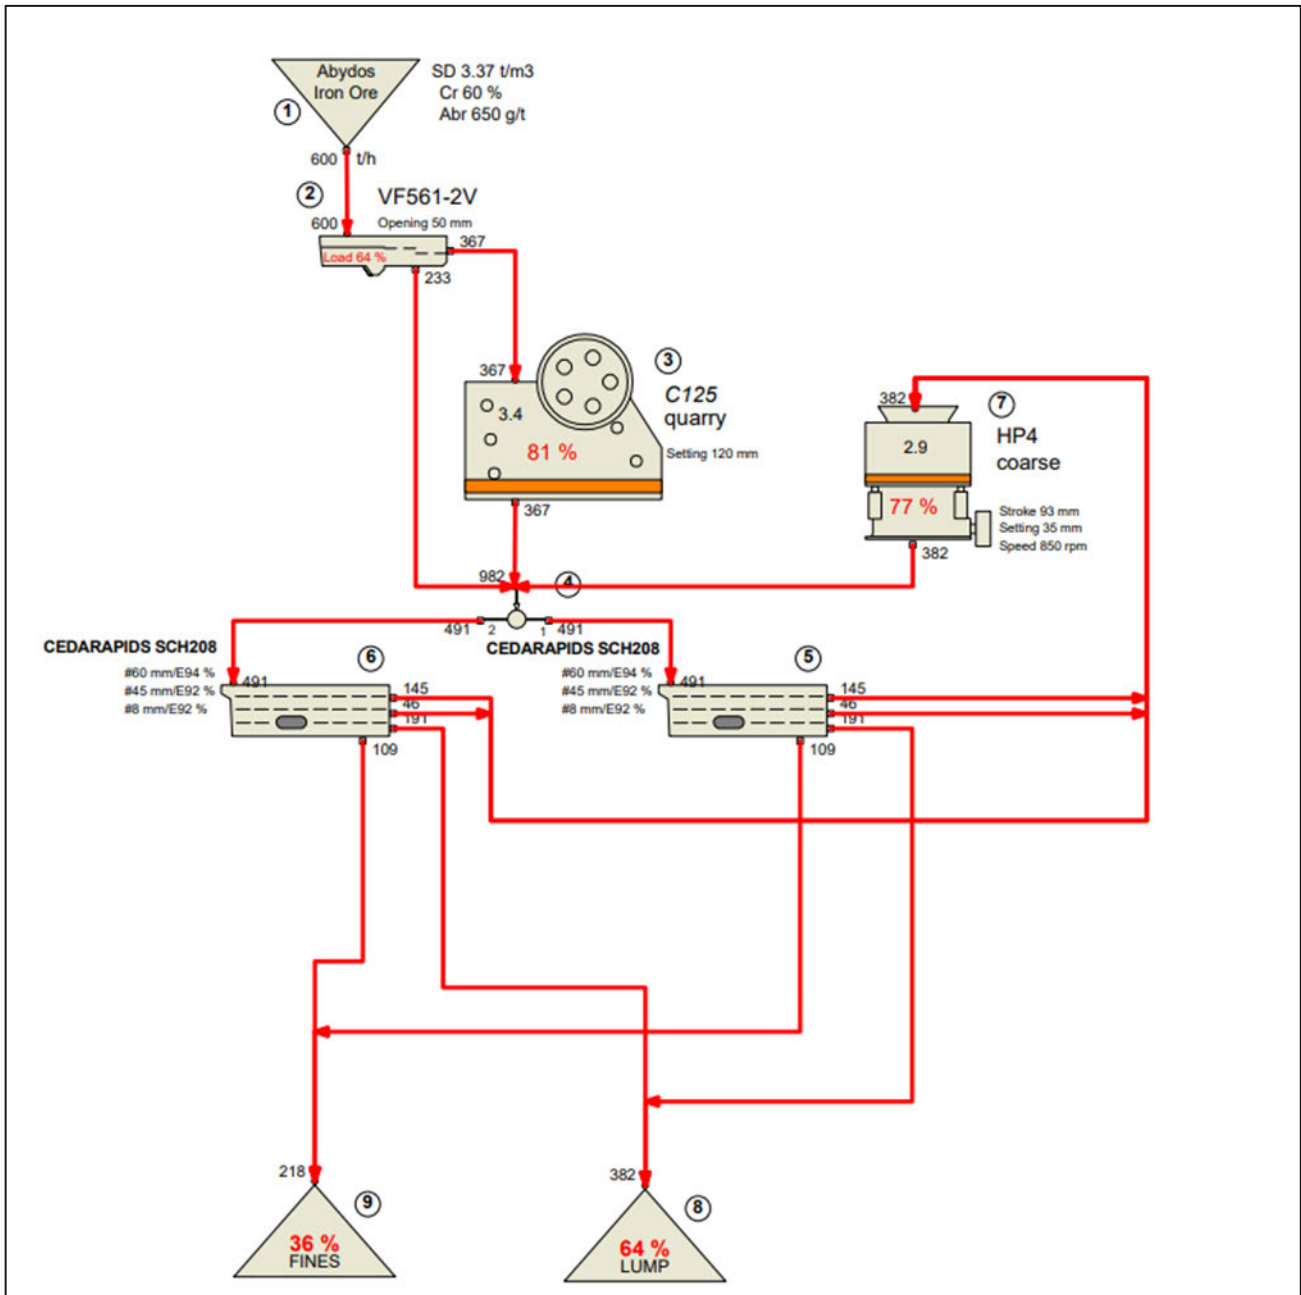 Abydos
Iron Ore
SD 3.37 t/m3
Cr 60 %
Abr 650 g/t
1
600 t/h
2
VF561-2V
600
Opening 50 mm
367
Load 64 %
233
3
367
C125
quarry
3.4
81 %
Setting 120 mm
367
382
7
HP4
coarse
2.9
77 %
Stroke 93 mm
Setting 35 mm
Speed 850 rpm
382
982
4
491
2
1
491
CEDARAPIDS SCH208
6
#60 mm/E94 %
#45 mm/E92 %
#8 mm/E92 %
491
145
46
191
109
CEDARAPIDS SCH208
5
#60 mm/E94 %
#45 mm/E92 %
#8 mm/E92 %
491
145
46
191
109
218
9
36 %
FINES
382
8
64 %
LUMP